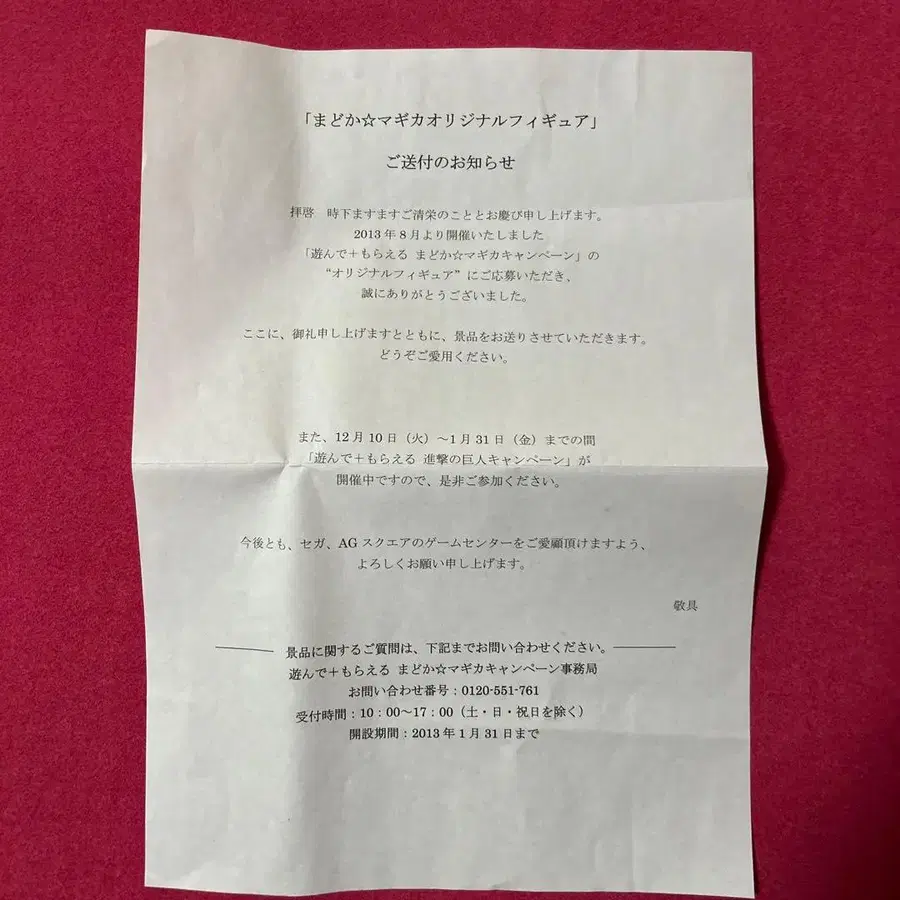 「まどか☆マギカオリジナルフィギュア」
ご送付のお知らせ
拝啓　時下ますますご清栄のこととお慶び申し上げます。
2013年8月より開催いたしました
「遊んで＋もらえる まどか☆マギカキャンペーン」の
“オリジナルフィギュア”にご応募いただき、
誠にありがとうございました。
ここに、御礼申し上げますとともに、景品をお送りさせていただきます。
どうぞご愛用ください。
また、12月10日（火）～1月31日（金）までの間
「遊んで＋もらえる 進撃の巨人キャンペーン」が
開催中ですので、是非ご参加ください。
今後とも、セガ、AGスクエアのゲームセンターをご愛顧頂けますよう、
よろしくお願い申し上げます。
敬具
景品に関するご質問は、下記までお問い合わせください。
遊んで＋もらえる まどか☆マギカキャンペーン事務局
お問い合わせ番号：0120-551-761
受付時間：10：00～17：00（土・日・祝日を除く）
開設期間：2013年1月31日まで